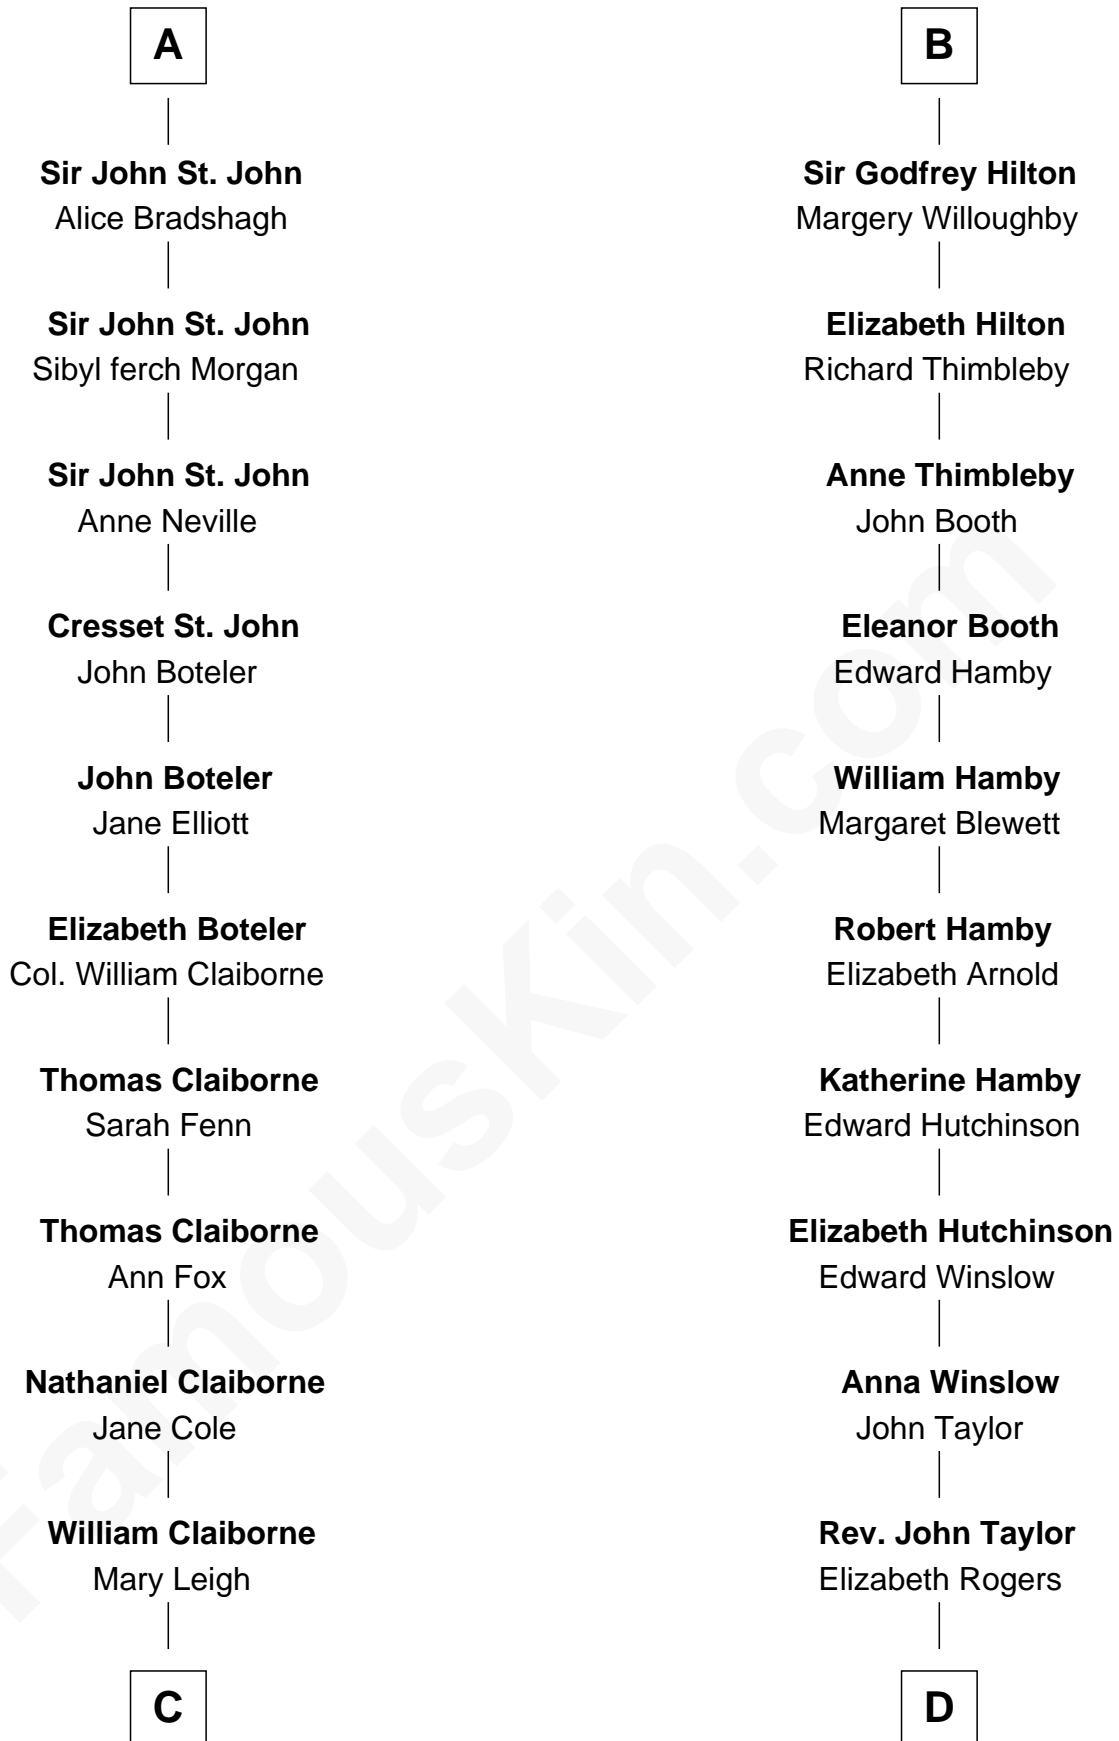 A
Sir John St. John
Alice Bradshagh
Sir John St. John
Sibyl ferch Morgan
Sir John St. John
Anne Neville
Cresset St. John
John Boteler
John Boteler
Jane Elliott
Elizabeth Boteler
Col. William Claiborne
Thomas Claiborne
Sarah Fenn
Thomas Claiborne
Ann Fox
Nathaniel Claiborne
Jane Cole
William Claiborne
Mary Leigh
C
B
Sir Godfrey Hilton
Margery Willoughby
Elizabeth Hilton
Richard Thimbleby
Anne Thimbleby
John Booth
Eleanor Booth
Edward Hamby
William Hamby
Margaret Blewett
Robert Hamby
Elizabeth Arnold
Katherine Hamby
Edward Hutchinson
Elizabeth Hutchinson
Edward Winslow
Anna Winslow
John Taylor
Rev. John Taylor
Elizabeth Rogers
D
FamousKin.com